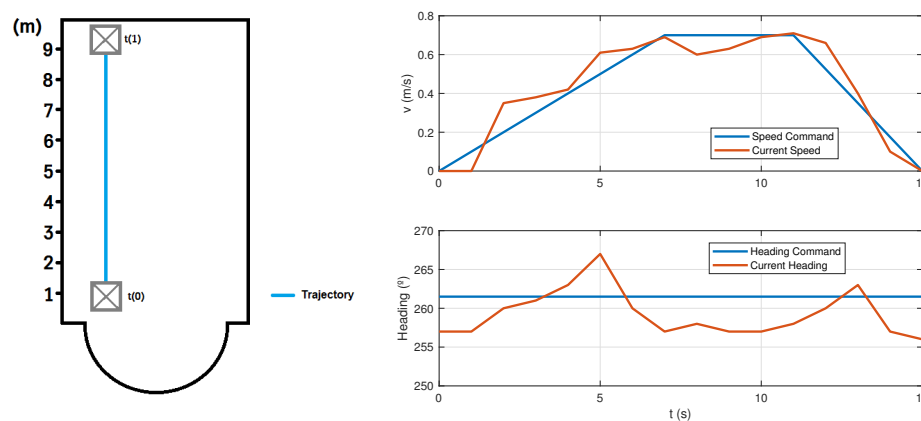 (m)
9
8
7
6
5
4
3
2
1
t(1)
t(0)
Trajectory
0.8
0.6
0.4
0.2
0
v (m/s)
Speed Command
Current Speed
0 5 10 1
270
265
260
255
250
Heading (º)
Heading Command
Current Heading
0 5 10 1
t (s)